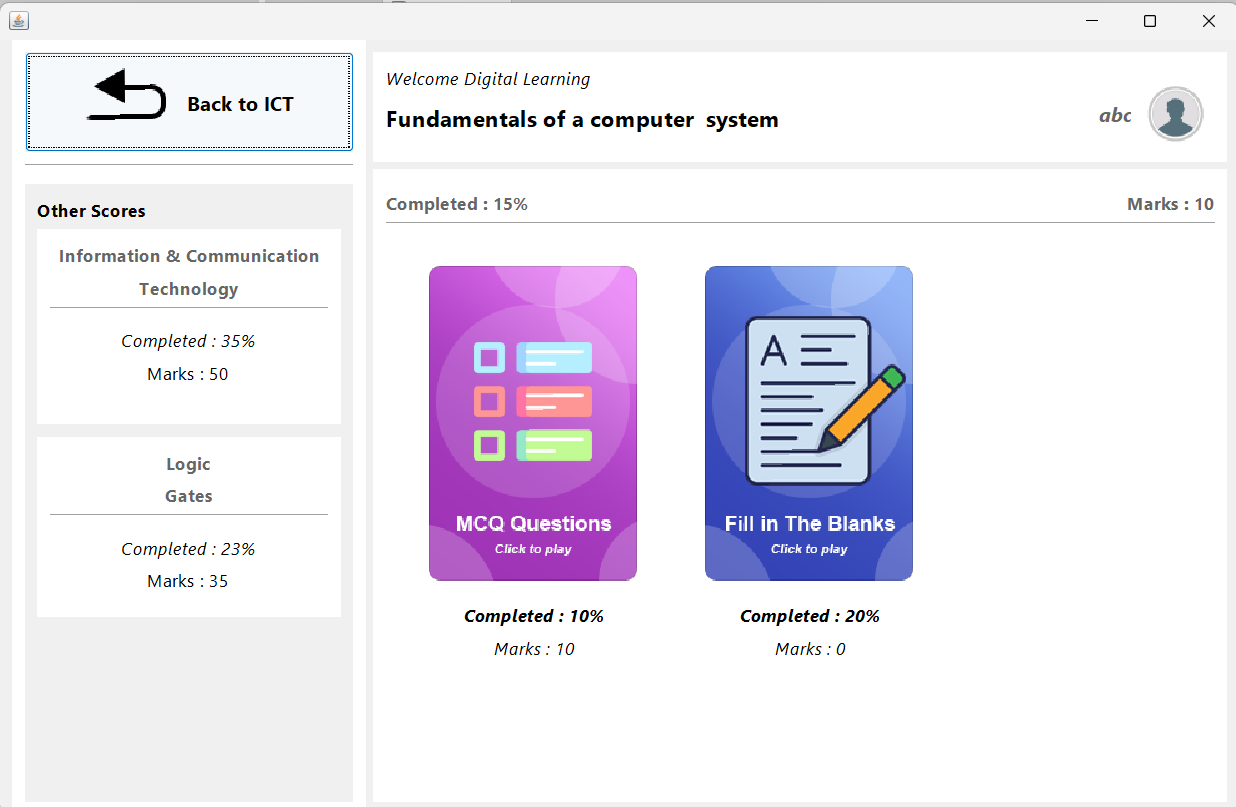 Back to ICT
Other Scores
Information & Communication
Technology
Completed : 35%
Marks : 50
Logic
Gates
Completed : 23%
Marks : 35
Welcome Digital Learning
Fundamentals of a computer  system
abc
Completed : 15%
Marks : 10
A
MCQ Questions
Click to play
Completed : 10%
Marks : 10
Fill in The Blanks
Click to play
Completed : 20%
Marks : 0